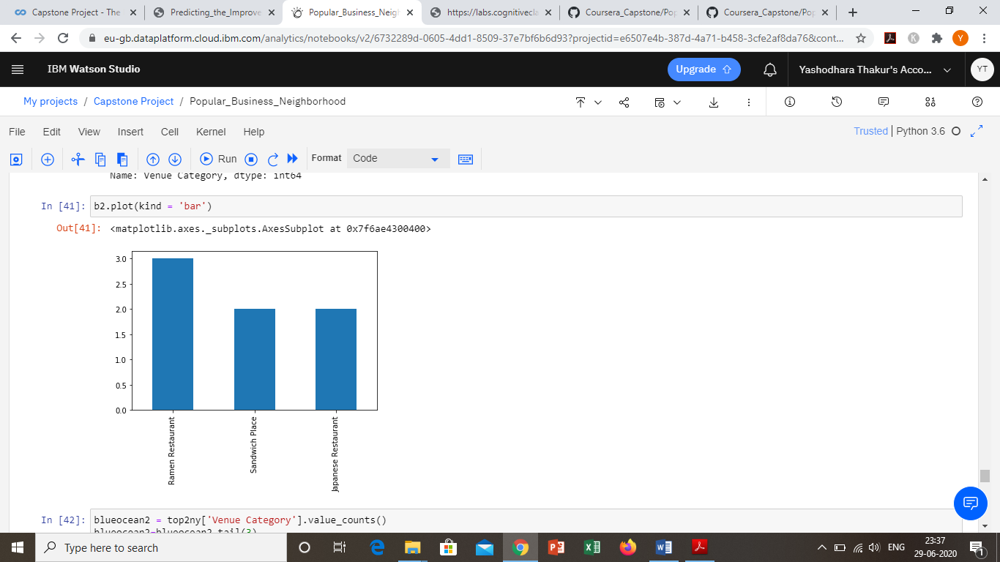 Capstone Project - The
Predicting_the_Improve
Popular_Business_Neigh
https://labs.cognitivecla
Coursera_Capstone/Pop
Coursera_Capstone/Pop
eu-gb.dataplatform.cloud.ibm.com/analytics/notebooks/v2/6732289d-0605-4dd1-8509-37e7bf6b6d93?projectid=e6507e4b-387d-4a71-b458-3cfe2af8da76&cont...
K
Y
IBM Watson Studio
Upgrade
Yashodhara Thakur's Acco...
YT
My projects / Capstone Project / Popular_Business_Neighborhood
File Edit View Insert Cell Kernel Help
Trusted | Python 3.6
Run
Format
Code
Name: Venue Category, dtype: int64
In [41]: b2.plot(kind = 'bar')
Out[41]: <matplotlib.axes._subplots.AxesSubplot at 0x7f6ae4300400>
3.0
2.5
2.0
1.5
1.0
0.5
0.0
Ramen Restaurant
Sandwich Place
Japanese Restaurant
In [42]: blueocean2 = top2ny['Venue Category'].value_counts()
blueocean2=blueocean2.tail(3)
Type here to search
ENG
23:37
29-06-2020
1